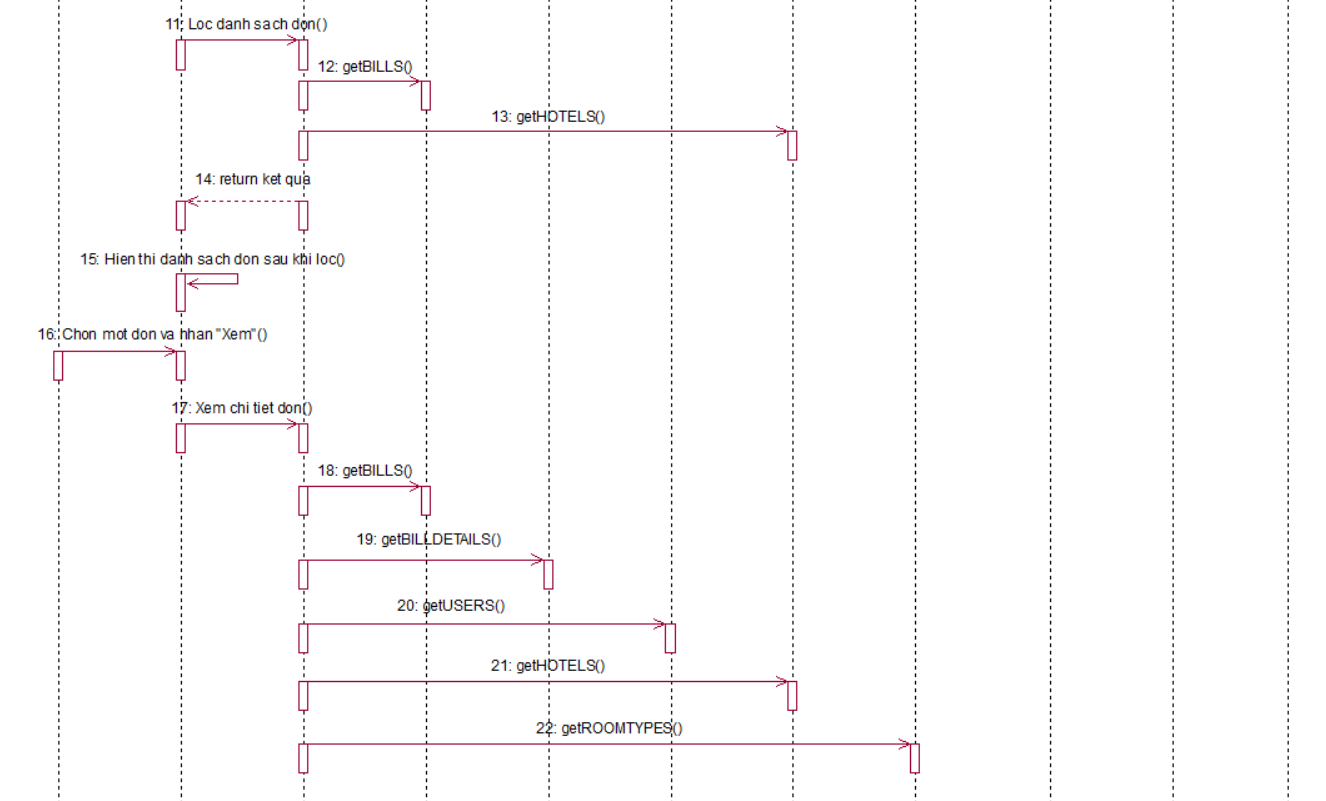 11: Loc danh sach don()
12: getBILLS()
13: getHOTELS()
14: return ket qua
15: Hien thi danh sach don sau khi loc()
16: Chon mot don va nhan "Xem"()
17: Xem chi tiet don()
18: getBILLS()
19: getBILLDETAILS()
20: getUSERS()
21: getHOTELS()
22: getROOMTYPES()